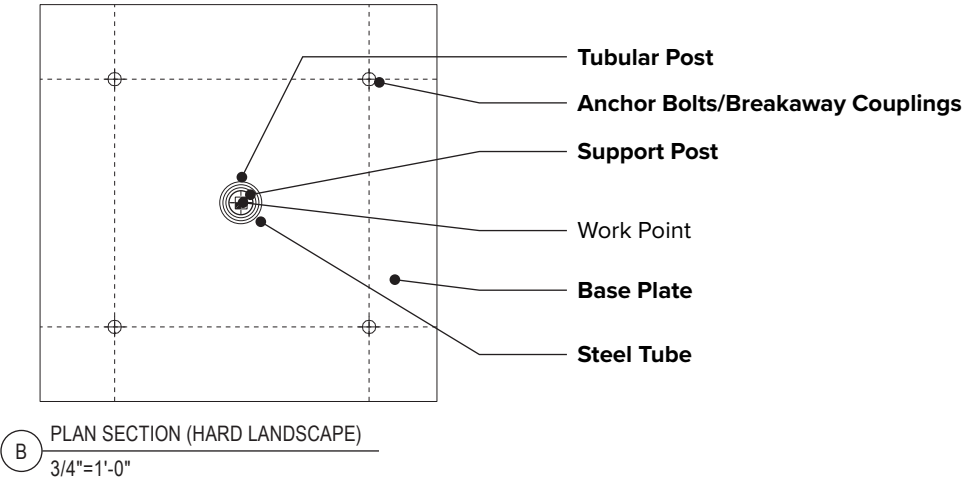 Tubular Post
Anchor Bolts/Breakaway Couplings
Support Post
Work Point
Base Plate
Steel Tube
B
PLAN SECTION (HARD LANDSCAPE)
3/4"=1'-0"